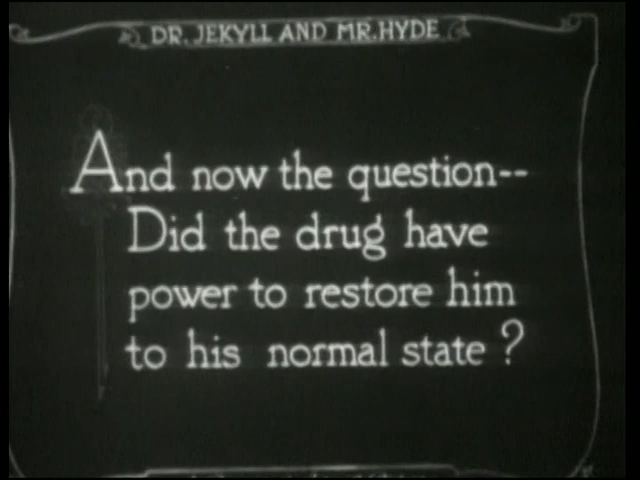 DR. JEKYLL AND MR. HYDE
And now the question--
Did the drug have
power to restore him
to his normal state ?